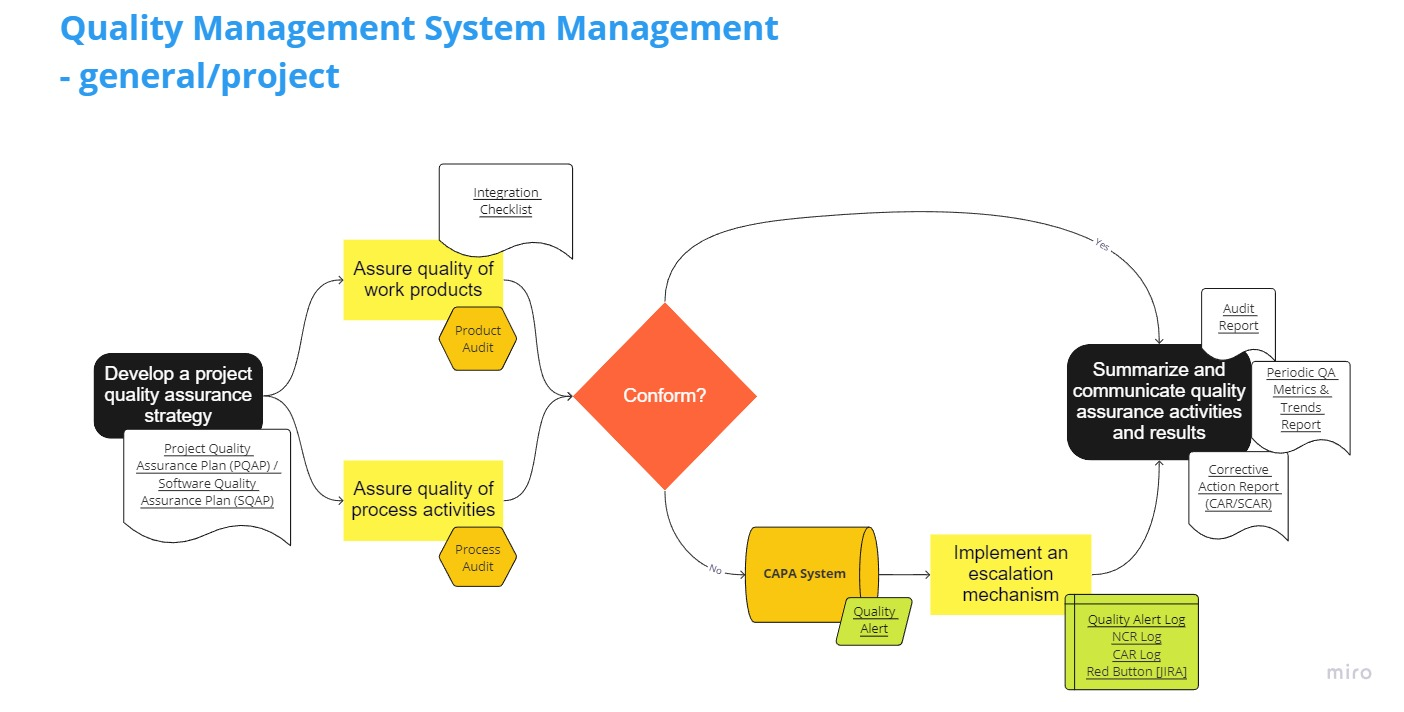 Quality Management System Management
- general/project
Integration
Checklist
Assure quality of
work products
Product
Audit
Develop a project
quality assurance
strategy
Project Quality
Assurance Plan (PQAP) /
Software Quality
Assurance Plan (SQAP)
Assure quality of
process activities
Process
Audit
Conform?
Yes
No
CAPA System
Quality
Alert
Implement an
escalation
mechanism
Quality Alert Log
NCR Log
CAR Log
Red Button [JIRA]
Audit
Report
Summarize and
communicate quality
assurance activities
and results
Periodic QA
Metrics &
Trends
Report
Corrective
Action Report
(CAR/SCAR)
miro